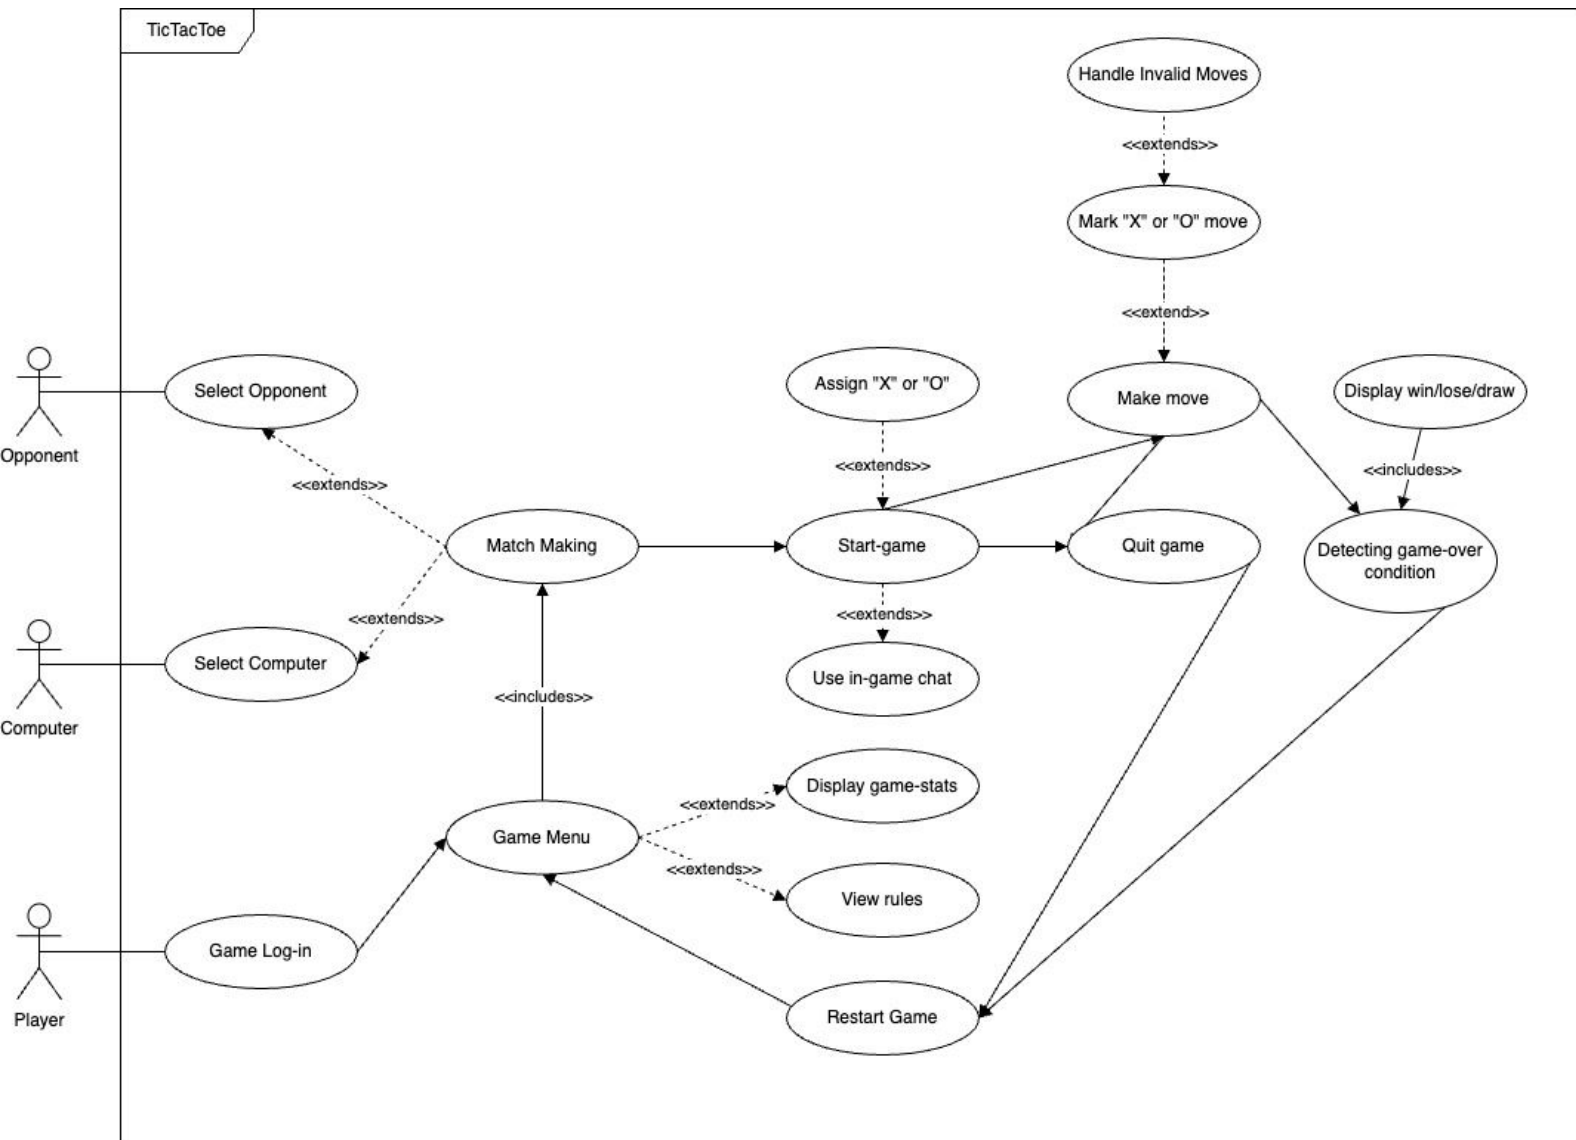 TicTacToe
Handle Invalid Moves
<<extends>>
Mark "X" or "O" move
<<extend>>
Select Opponent
Assign "X" or "O"
Make move
Display win/lose/draw
Opponent
<<extends>>
<<extends>>
<<includes>>
Match Making
Start-game
Quit game
Detecting game-over
condition
<<extends>>
<<extends>>
Select Computer
Use in-game chat
Computer
<<includes>>
Display game-stats
<<extends>>
Game Menu
<<extends>>
View rules
Game Log-in
Player
Restart Game